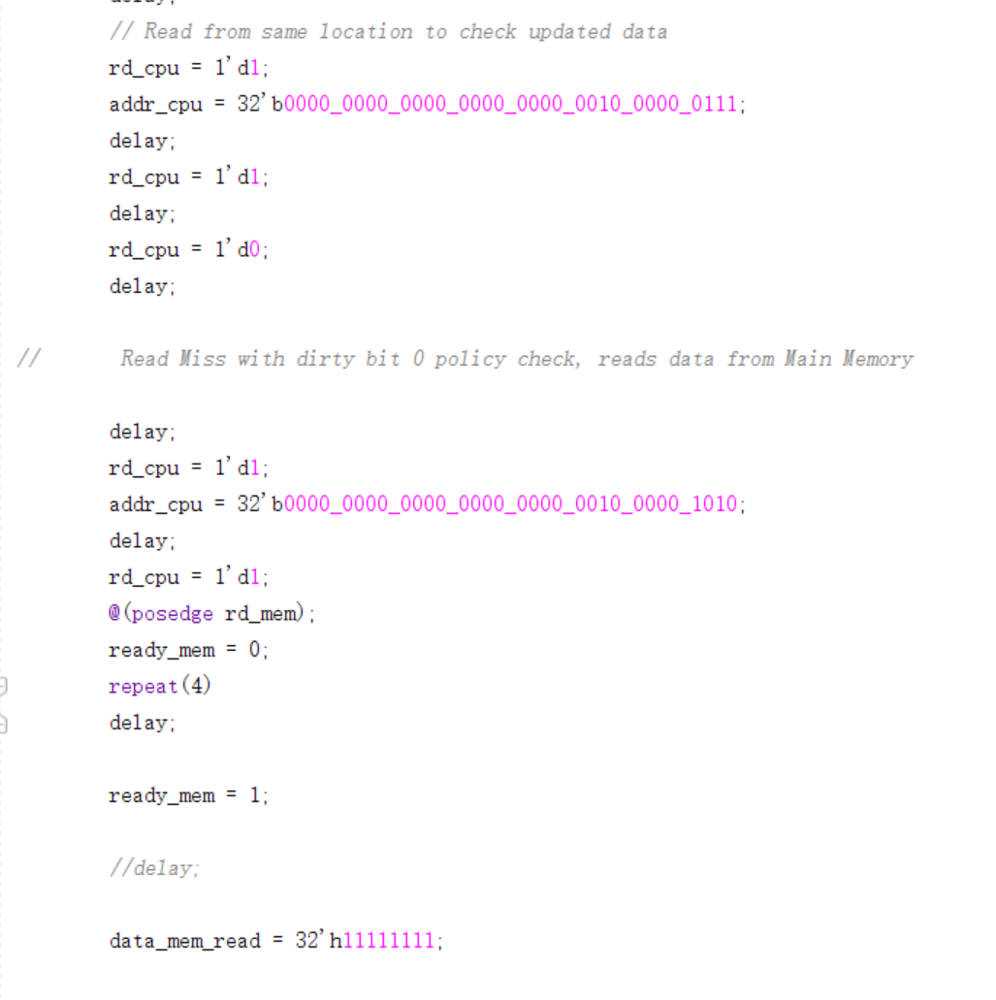 delay;
// Read from same location to check updated data
rd_cpu = 1'd1;
addr_cpu = 32'b0000_0000_0000_0000_0000_0010_0000_0111;
delay;
rd_cpu = 1'd1;
delay;
rd_cpu = 1'd0;
delay;
// Read Miss with dirty bit 0 policy check, reads data from Main Memory
delay;
rd_cpu = 1'd1;
addr_cpu = 32'b0000_0000_0000_0000_0000_0010_0000_1010;
delay;
rd_cpu = 1'd1;
@(posedge rd_mem);
ready_mem = 0;
repeat(4)
delay;
ready_mem = 1;
//delay;
data_mem_read = 32'h11111111;